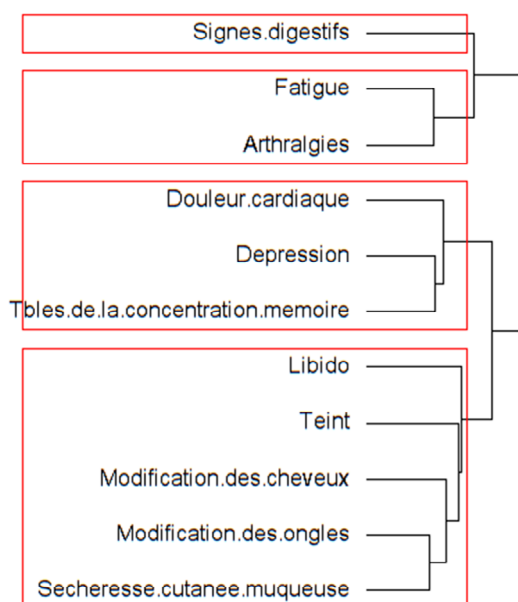 Signes.digestifs
Fatigue
Arthralgies
Douleur.cardiaque
Depression
Tbles.de.la.concentration.memoire
Libido
Teint
Modification.des.cheveux
Modification.des.ongles
Secheresse.cutanee.muqueuse